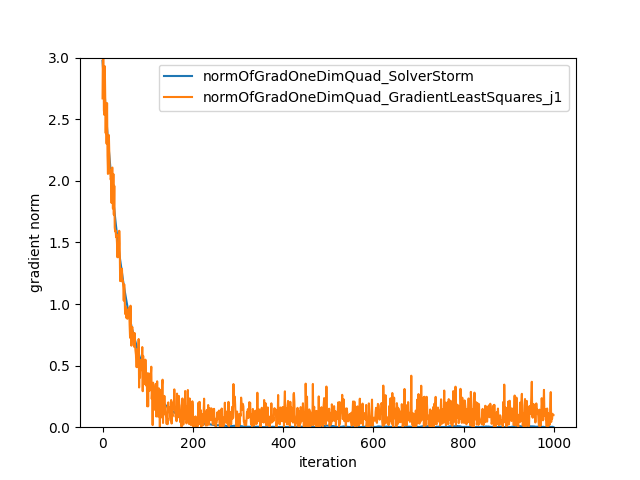 3.0
2.5
2.0
1.5
1.0
0.5
0.0
gradient norm
normOfGradOneDimQuad_SolverStorm
normOfGradOneDimQuad_GradientLeastSquares_j1
0 200 400 600 800 1000
iteration